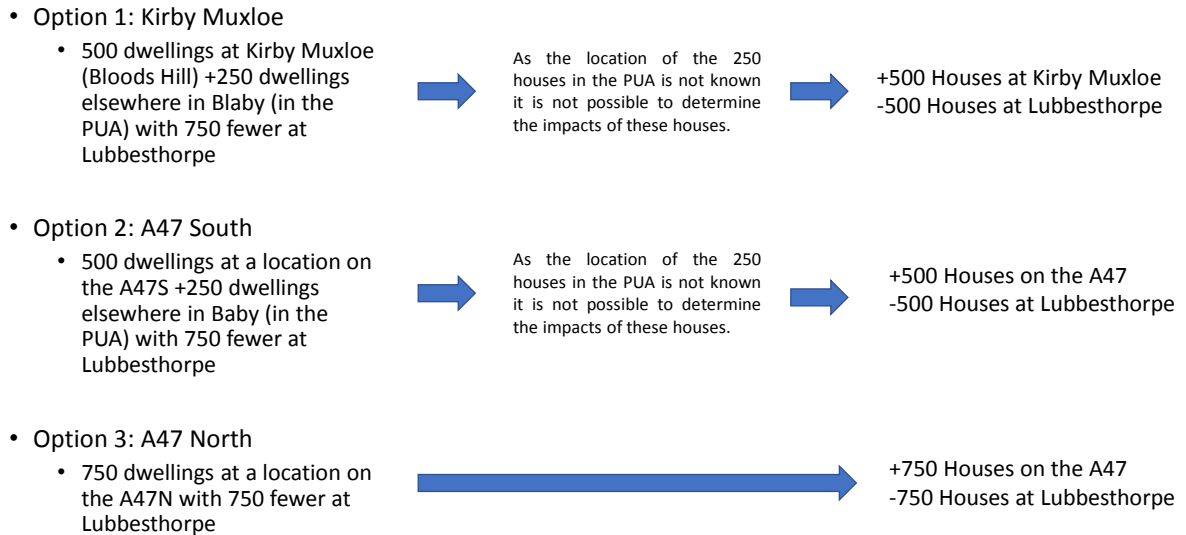 • Option 1: Kirby Muxloe
• 500 dwellings at Kirby Muxloe
(Bloods Hill) +250 dwellings
elsewhere in Blaby (in the
PUA) with 750 fewer at
Lubbesthorpe
As the location of the 250
houses in the PUA is not known
it is not possible to determine
the impacts of these houses.
+500 Houses at Kirby Muxloe
-500 Houses at Lubbesthorpe
• Option 2: A47 South
• 500 dwellings at a location on
the A47S +250 dwellings
elsewhere in Baby (in the
PUA) with 750 fewer at
Lubbesthorpe
As the location of the 250
houses in the PUA is not known
it is not possible to determine
the impacts of these houses.
+500 Houses on the A47
-500 Houses at Lubbesthorpe
• Option 3: A47 North
• 750 dwellings at a location on
the A47N with 750 fewer at
Lubbesthorpe
+750 Houses on the A47
-750 Houses at Lubbesthorpe